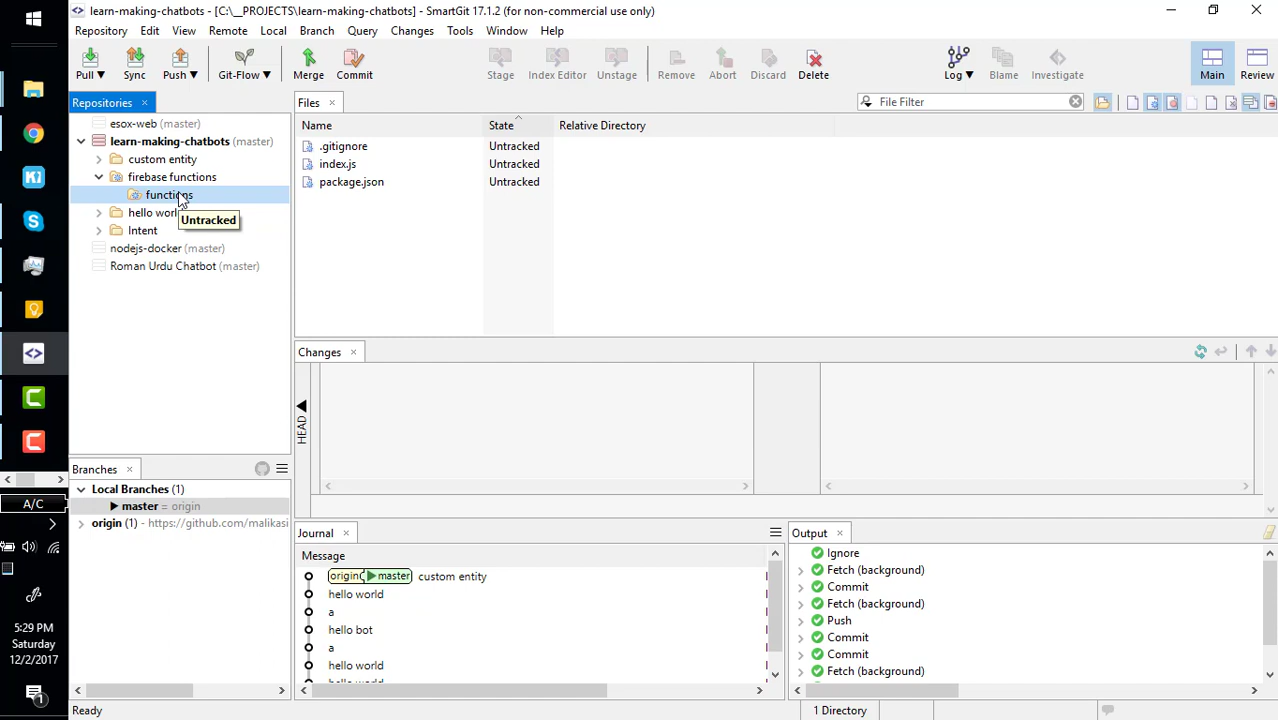 learn-making-chatbots - [C:\__PROJECTS\learn-making-chatbots] - SmartGit 17.1.2 (for non-commercial use only)
Repository Edit View Remote Local Branch Query Changes Tools Window Help
Pull Sync Push Git-Flow Merge Commit Stage Index Editor Unstage Remove Abort Discard Delete Log Blame Investigate Main Review
Repositories
esox-web (master)
learn-making-chatbots (master)
custom entity
firebase functions
functions
hello worl
Untracked
Intent
nodejs-docker (master)
Roman Urdu Chatbot (master)
Files
File Filter
Name State Relative Directory
.gitignore Untracked
index.js Untracked
package.json Untracked
Changes
HEAD
Branches
Local Branches (1)
master = origin
origin (1) - https://github.com/malikasi
Journal
Message
origin master custom entity
hello world
a
hello bot
a
hello world
hello world
Output
Ignore
Fetch (background)
Commit
Fetch (background)
Push
Commit
Commit
Fetch (background)
Ready
1 Directory
A/C
5:29 PM
Saturday
12/2/2017
1